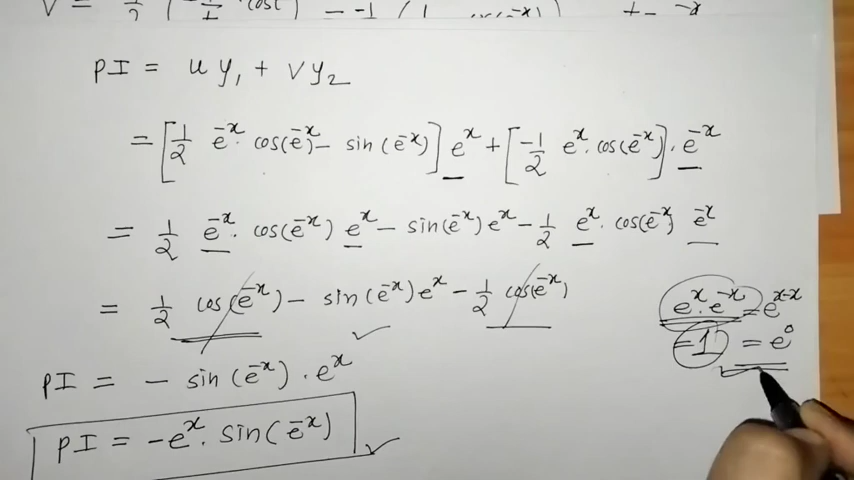 PI = u y₁ + v y₂
= [1/2 e⁻ˣ · cos(e⁻ˣ) - sin(e⁻ˣ)] eˣ + [-1/2 eˣ · cos(e⁻ˣ)] · e⁻ˣ
= 1/2 e⁻ˣ · cos(e⁻ˣ) eˣ - sin(e⁻ˣ) eˣ - 1/2 eˣ · cos(e⁻ˣ) e⁻ˣ
= 1/2 cos(e⁻ˣ) - sin(e⁻ˣ) eˣ - 1/2 cos(e⁻ˣ)
eˣ · e⁻ˣ = eˣ⁻ˣ
= 1 = e⁰
PI = - sin(e⁻ˣ) · eˣ
PI = -eˣ · sin(e⁻ˣ)